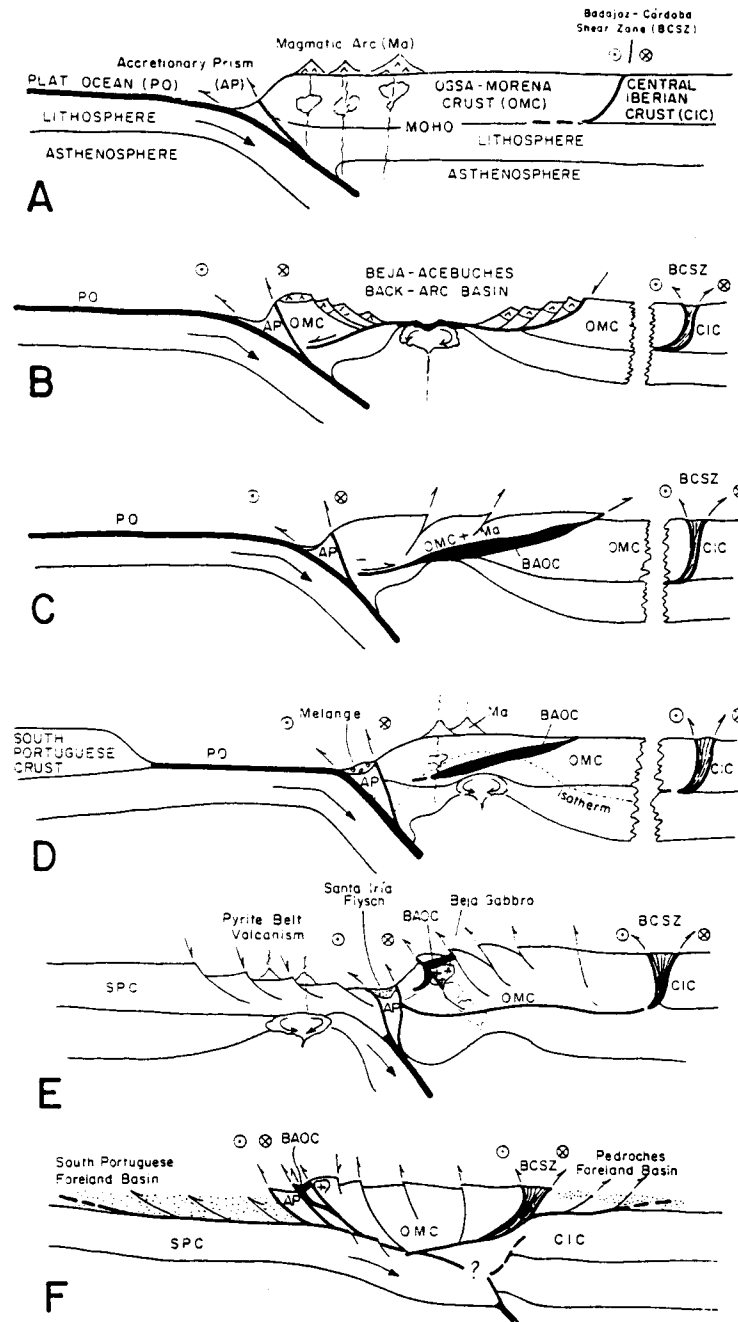 Badajoz-Córdoba
Shear Zone (BCSZ)
Magmatic Arc (Ma)
Accretionary Prism
(AP)
PLAT OCEAN (PO)
OSSA-MORENA
CRUST (OMC)
CENTRAL
IBERIAN
CRUST (CIC)
LITHOSPHERE
MOHO
LITHOSPHERE
ASTHENOSPHERE
ASTHENOSPHERE
A
BEJA-ACEBUCHES
BACK-ARC BASIN
BCSZ
PO
AP
OMC
OMC
CIC
B
BCSZ
PO
AP
OMC + Ma
BAOC
OMC
CIC
C
Melange
Ma
BAOC
SOUTH
PORTUGUESE
CRUST
PO
AP
OMC
CIC
isotherm
D
Santa Iría
Flysch
Beja Gabbro
BAOC
Pyrite Belt
Volcanism
BCSZ
SPC
AP
OMC
CIC
E
BAOC
South Portuguese
Foreland Basin
BCSZ
Pedroches
Foreland Basin
AP
OMC
SPC
CIC
?
F